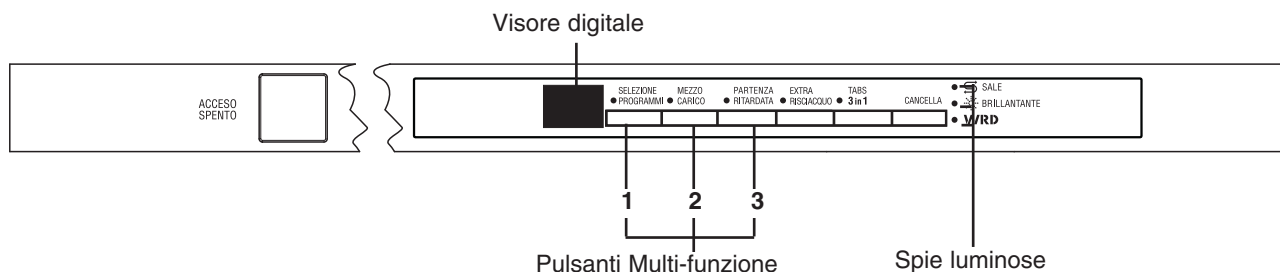 Visore digitale
ACCESO
SPENTO
SELEZIONE
PROGRAMMI
MEZZO
CARICO
PARTENZA
RITARDATA
EXTRA
RISCIACQUO
TABS
3 in 1
CANCELLA
SALE
BRILLANTANTE
WRD
1 2 3
Pulsanti Multi-funzione
Spie luminose